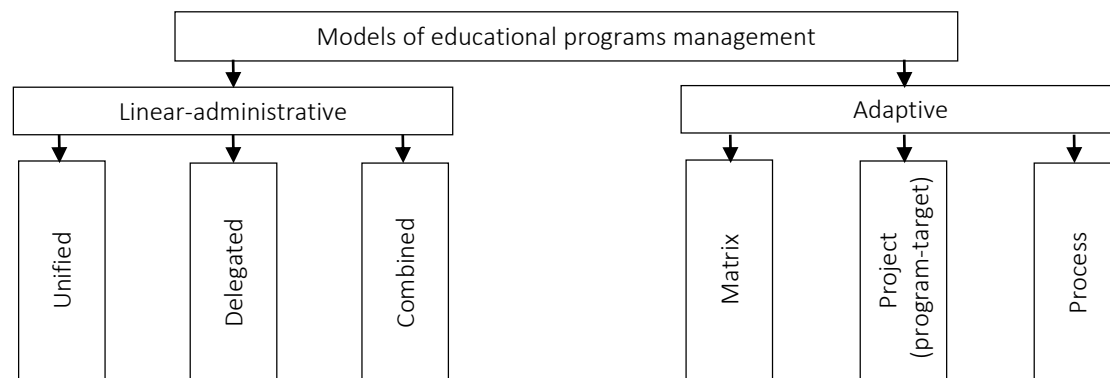 Models of educational programs management
Linear-administrative
Adaptive
Unified
Delegated
Combined
Matrix
Project
(program-target)
Process